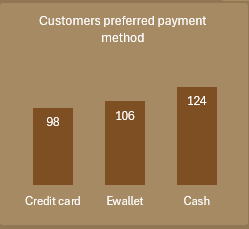 Customers preferred payment
method
98
106
124
Credit card
Ewallet
Cash